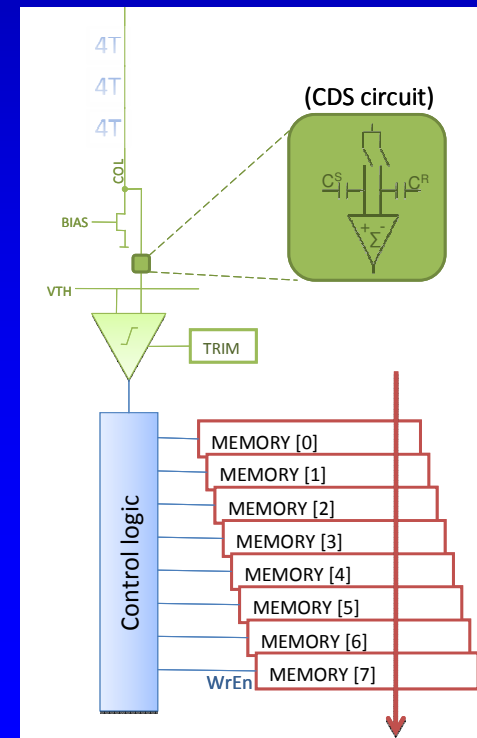 4T
4T
4T
(CDS circuit)
COL
C^S
C^R
+ -
Σ
BIAS
VTH
TRIM
Control logic
MEMORY [0]
MEMORY [1]
MEMORY [2]
MEMORY [3]
MEMORY [4]
MEMORY [5]
MEMORY [6]
MEMORY [7]
WrEn